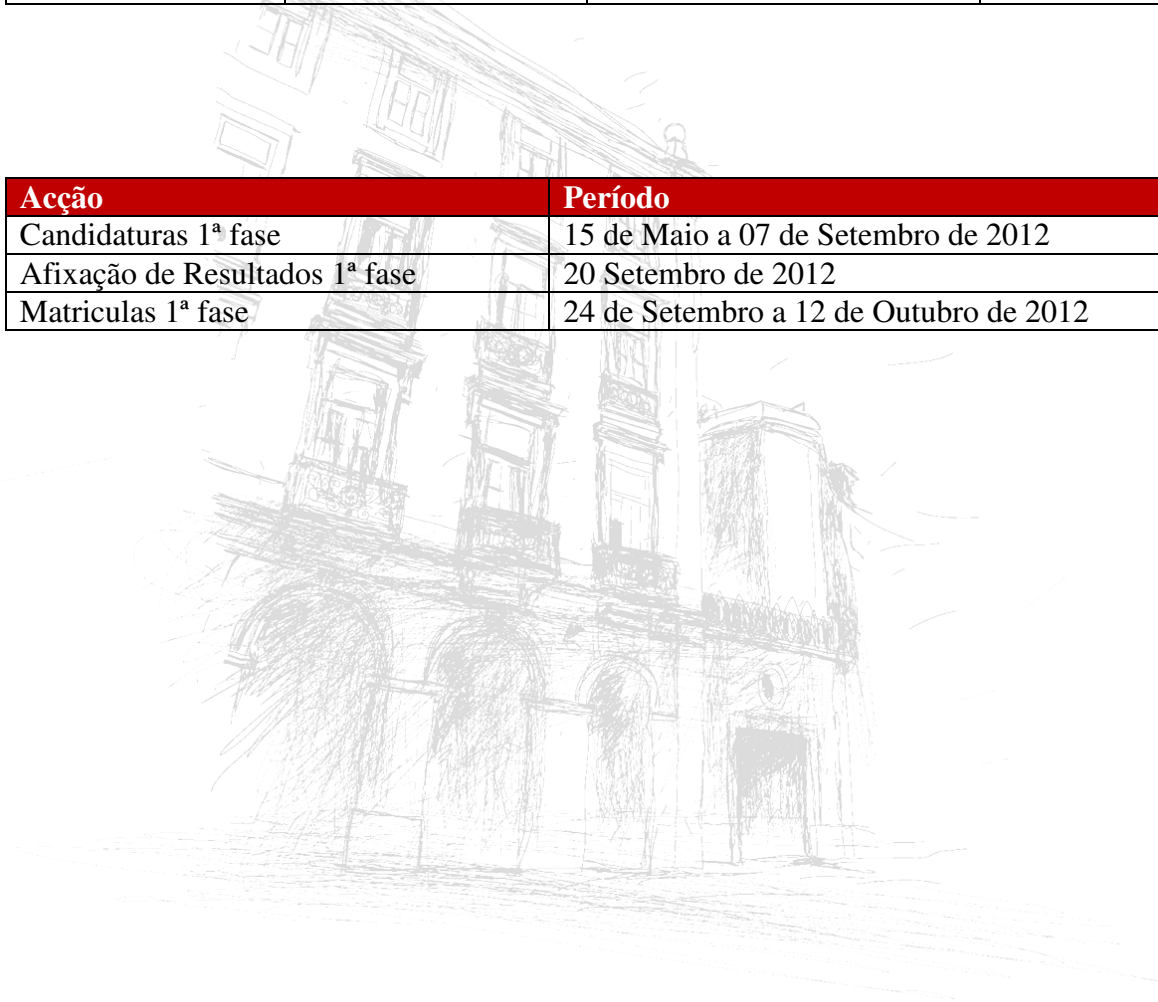 Acção Período
Candidaturas 1ª fase 15 de Maio a 07 de Setembro de 2012
Afixação de Resultados 1ª fase 20 Setembro de 2012
Matriculas 1ª fase 24 de Setembro a 12 de Outubro de 2012